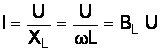 I = U/X_L = U/ωL = B_L U